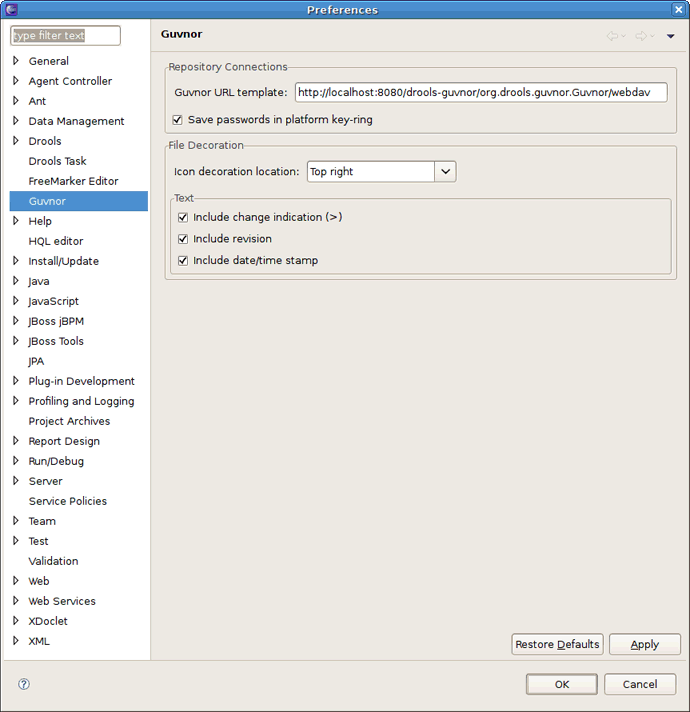 Preferences
type filter text
General
Agent Controller
Ant
Data Management
Drools
Drools Task
FreeMarker Editor
Guvnor
Help
HQL editor
Install/Update
Java
JavaScript
JBoss jBPM
JBoss Tools
JPA
Plug-in Development
Profiling and Logging
Project Archives
Report Design
Run/Debug
Server
Service Policies
Team
Test
Validation
Web
Web Services
XDoclet
XML
Guvnor
Repository Connections
Guvnor URL template: http://localhost:8080/drools-guvnor/org.drools.guvnor.Guvnor/webdav
Save passwords in platform key-ring
File Decoration
Icon decoration location: Top right
Text
Include change indication (>)
Include revision
Include date/time stamp
Restore Defaults Apply
? OK Cancel